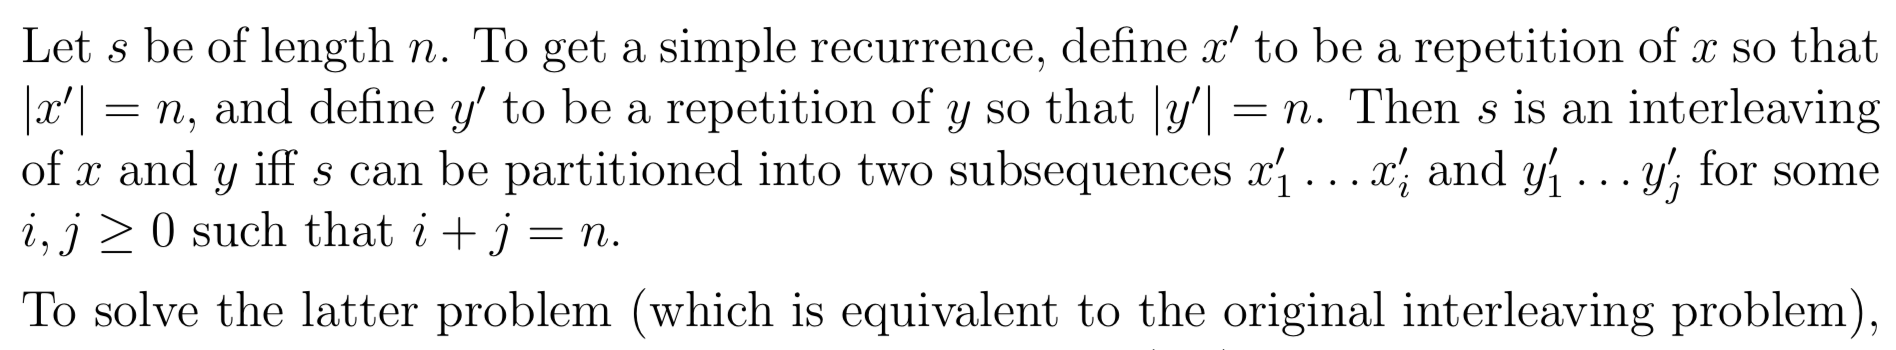 Let s be of length n. To get a simple recurrence, define x′ to be a repetition of x so that
|x′| = n, and define y′ to be a repetition of y so that |y′| = n. Then s is an interleaving
of x and y iff s can be partitioned into two subsequences x′₁ . . . x′ᵢ and y′₁ . . . y′ⱼ for some
i, j ≥ 0 such that i + j = n.
To solve the latter problem (which is equivalent to the original interleaving problem),